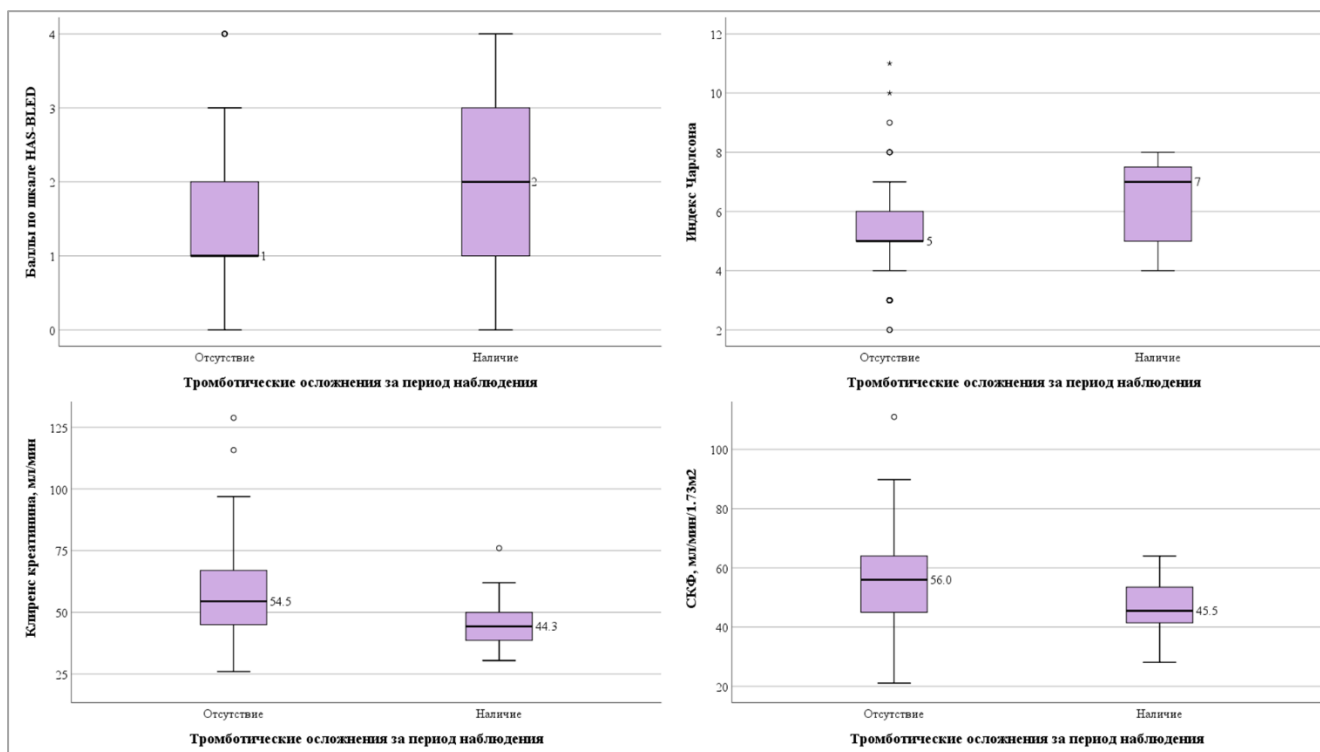 Баллы по шкале HAS-BLED
4
3
2
1
0
1
2
Отсутствие
Наличие
Тромботические осложнения за период наблюдения
Индекс Чарлсона
12
10
8
6
4
2
5
7
Отсутствие
Наличие
Тромботические осложнения за период наблюдения
Клиренс креатинина, мл/мин
125
100
75
50
25
54.5
44.3
Отсутствие
Наличие
Тромботические осложнения за период наблюдения
СКФ, мл/мин/1.73м2
100
80
60
40
20
56.0
45.5
Отсутствие
Наличие
Тромботические осложнения за период наблюдения